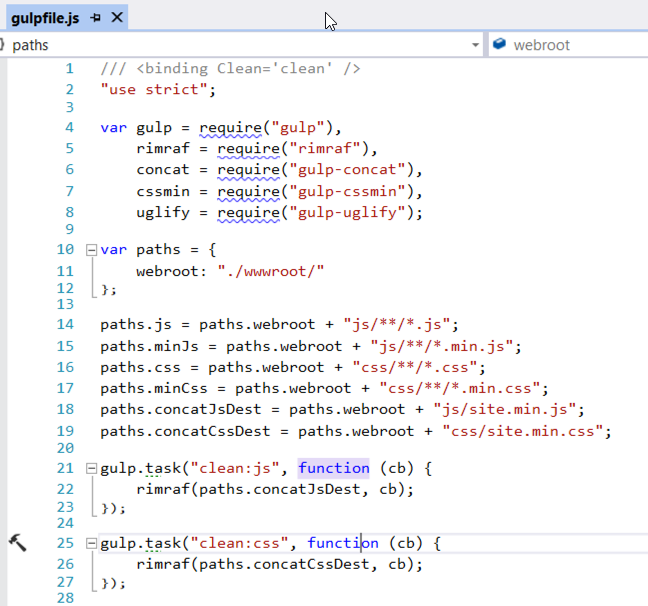 gulpfile.js
paths webroot
1 /// <binding Clean='clean' />
2 "use strict";
3
4 var gulp = require("gulp"),
5 rimraf = require("rimraf"),
6 concat = require("gulp-concat"),
7 cssmin = require("gulp-cssmin"),
8 uglify = require("gulp-uglify");
9
10 var paths = {
11 webroot: "./wwwroot/"
12 };
13
14 paths.js = paths.webroot + "js/**/*.js";
15 paths.minJs = paths.webroot + "js/**/*.min.js";
16 paths.css = paths.webroot + "css/**/*.css";
17 paths.minCss = paths.webroot + "css/**/*.min.css";
18 paths.concatJsDest = paths.webroot + "js/site.min.js";
19 paths.concatCssDest = paths.webroot + "css/site.min.css";
20
21 gulp.task("clean:js", function (cb) {
22 rimraf(paths.concatJsDest, cb);
23 });
24
25 gulp.task("clean:css", function (cb) {
26 rimraf(paths.concatCssDest, cb);
27 });
28